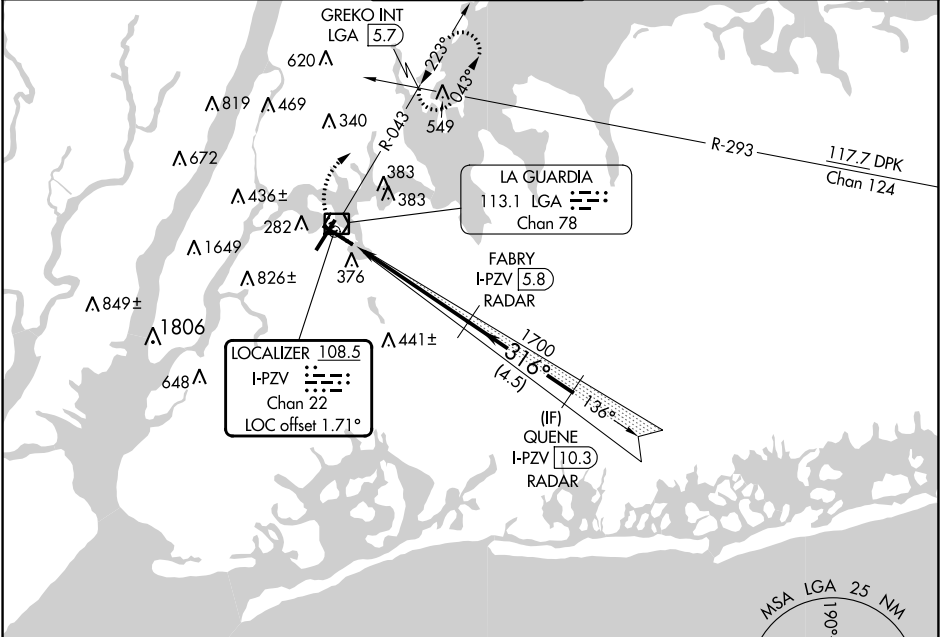 GREKO INT
LGA 5.7
620
223°
043°
819
469
340
549
R-043
R-293
117.7 DPK
Chan 124
672
383
383
436±
282
LA GUARDIA
113.1 LGA
Chan 78
1649
376
826±
FABRY
I-PZV 5.8
RADAR
849±
1806
441±
1700
316°
(4.5)
136°
LOCALIZER 108.5
I-PZV
Chan 22
LOC offset 1.71°
648
(IF)
QUENE
I-PZV 10.3
RADAR
MSA LGA 25 NM
190°